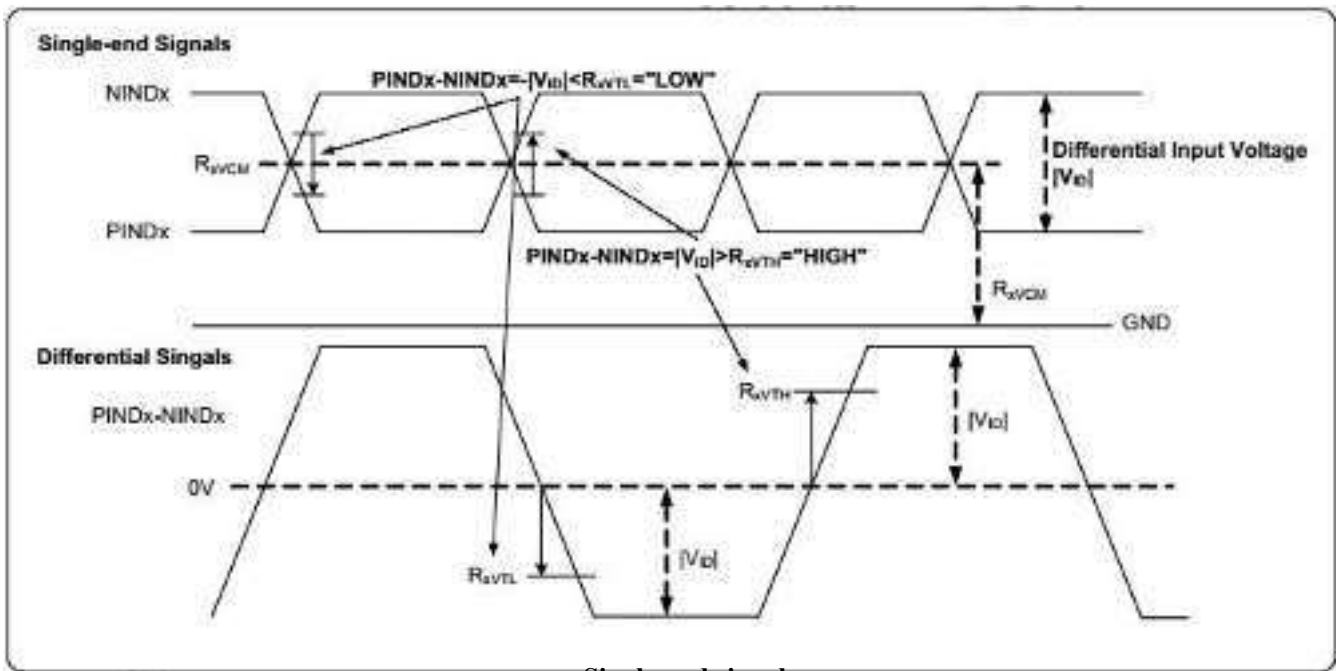 Single-end Signals
PINDx-NINDx=-|VID|<RxVTL="LOW"
NINDx
RxVCM
Differential Input Voltage
|VID|
PINDx
PINDx-NINDx=|VID|>RxVTH="HIGH"
RxVCM
GND
Differential Singals
RxVTH
PINDx-NINDx
|VID|
0V
|VID|
RxVTL